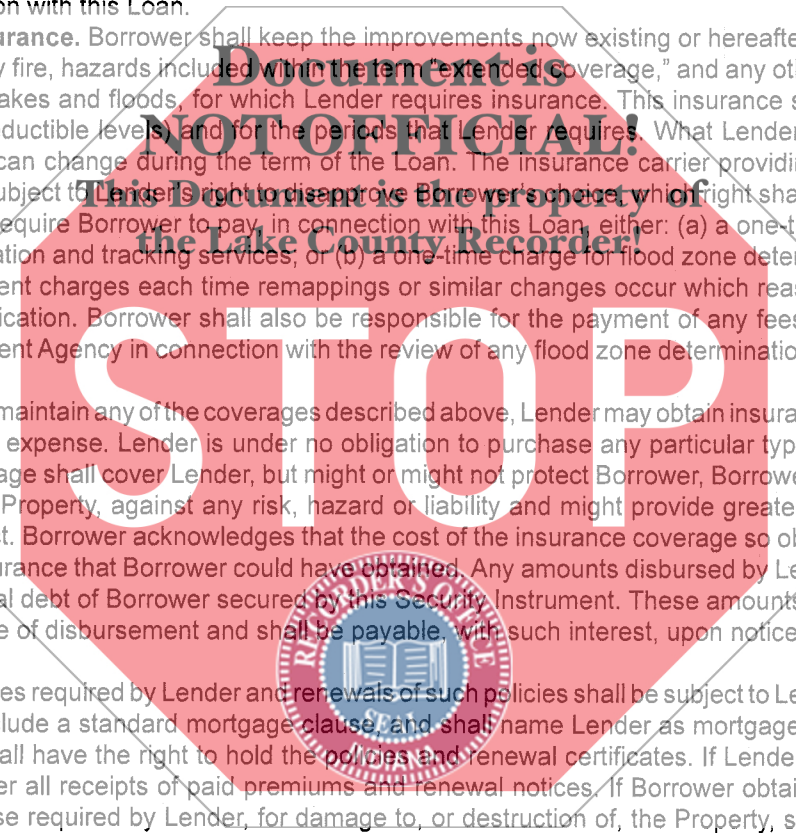 on with this Loan.
urance. Borrower shall keep the improvements now existing or hereafte
Document is
y fire, hazards included within the term "extended coverage," and any ot
akes and floods, for which Lender requires insurance. This insurance s
NOT OFFICIAL!
eductible levels) and for the periods that Lender requires. What Lender
can change during the term of the Loan. The insurance carrier providi
This Document is the property of
ubject to Lender's right to disapprove Borrower's choice, which right sha
equire Borrower to pay, in connection with this Loan, either: (a) a one-t
the Lake County Recorder!
ation and tracking services; or (b) a one-time charge for flood zone deter
ent charges each time remappings or similar changes occur which reas
ication. Borrower shall also be responsible for the payment of any fees
ent Agency in connection with the review of any flood zone determinatio
STOP
maintain any of the coverages described above, Lender may obtain insura
expense. Lender is under no obligation to purchase any particular typ
age shall cover Lender, but might or might not protect Borrower, Borrowe
Property, against any risk, hazard or liability and might provide greate
t. Borrower acknowledges that the cost of the insurance coverage so ob
urance that Borrower could have obtained. Any amounts disbursed by Le
al debt of Borrower secured by this Security Instrument. These amounts
e of disbursement and shall be payable, with such interest, upon notice
RECORDER'S OFFICE
SEAL
INDIANA
es required by Lender and renewals of such policies shall be subject to Le
clude a standard mortgage clause, and shall name Lender as mortgage
all have the right to hold the policies and renewal certificates. If Lende
er all receipts of paid premiums and renewal notices. If Borrower obtai
se required by Lender, for damage to, or destruction of, the Property, s